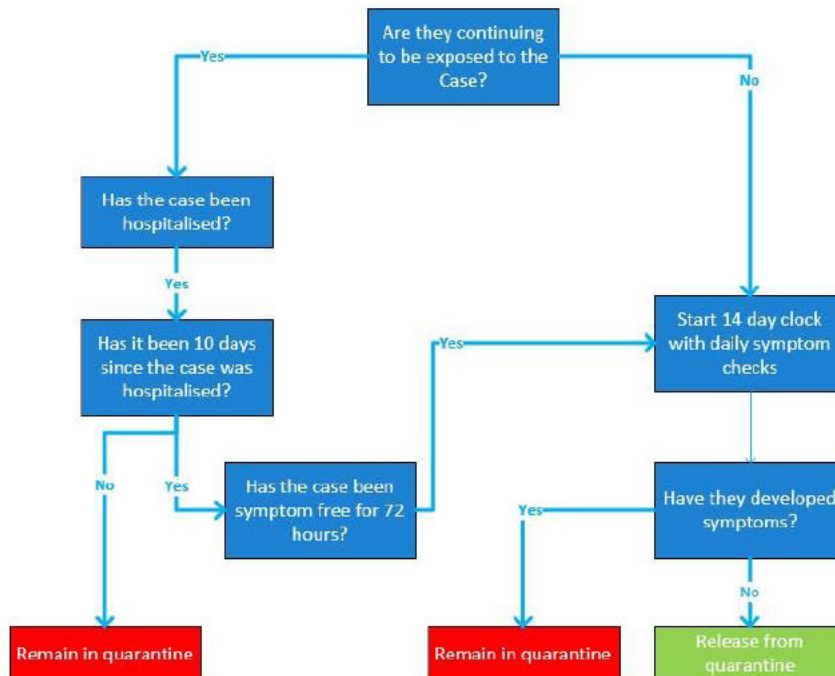 Are they continuing
to be exposed to the
Case?
Yes
No
Has the case been
hospitalised?
Yes
Has it been 10 days
since the case was
hospitalised?
Yes
Start 14 day clock
with daily symptom
checks
No
Yes
Has the case been
symptom free for 72
hours?
Yes
Have they developed
symptoms?
No
Remain in quarantine
Remain in quarantine
Release from
quarantine